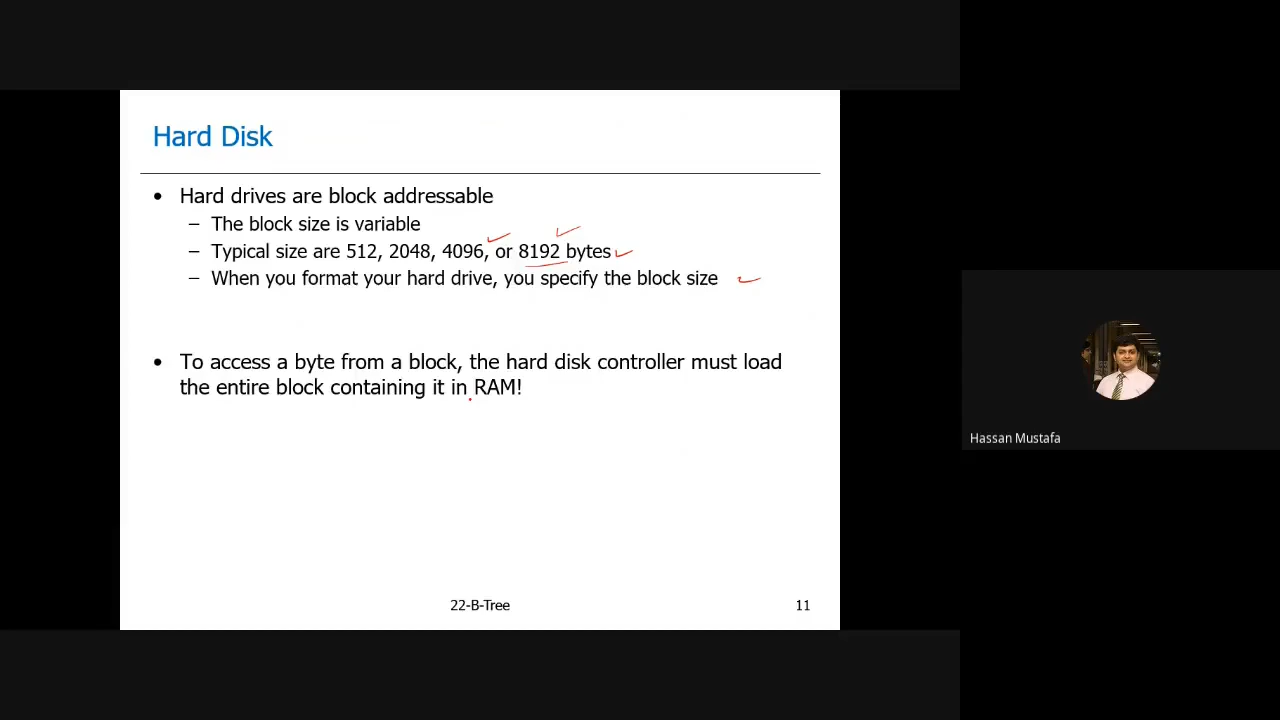 Hard Disk
• Hard drives are block addressable
– The block size is variable
– Typical size are 512, 2048, 4096, or 8192 bytes
– When you format your hard drive, you specify the block size
• To access a byte from a block, the hard disk controller must load
the entire block containing it in RAM!
22-B-Tree
11
Hassan Mustafa